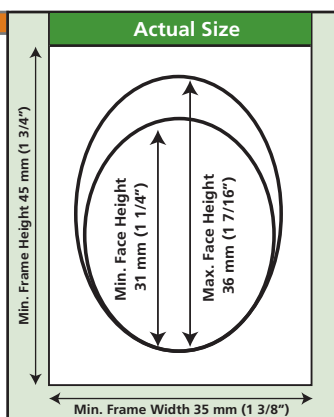 Actual Size
Min. Frame Height 45 mm (1 3/4”)
Min. Face Height
31 mm (1 1/4”)
Max. Face Height
36 mm (1 7/16”)
Min. Frame Width 35 mm (1 3/8”)